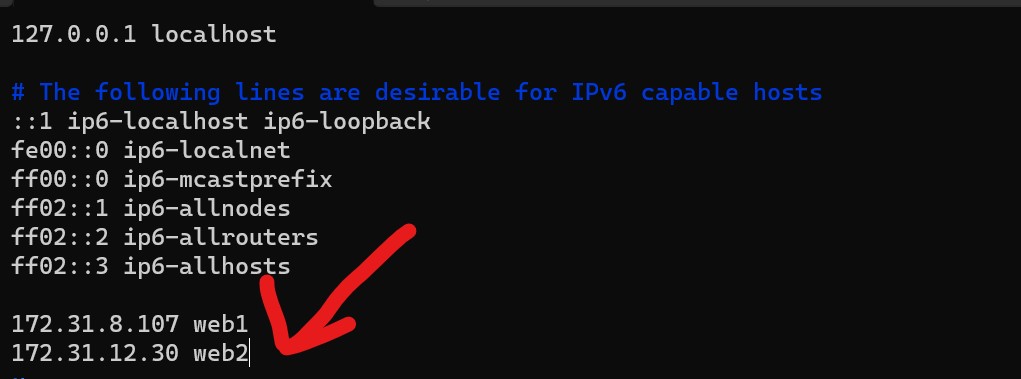 127.0.0.1 localhost
# The following lines are desirable for IPv6 capable hosts
::1 ip6-localhost ip6-loopback
fe00::0 ip6-localnet
ff00::0 ip6-mcastprefix
ff02::1 ip6-allnodes
ff02::2 ip6-allrouters
ff02::3 ip6-allhosts
172.31.8.107 web1
172.31.12.30 web2